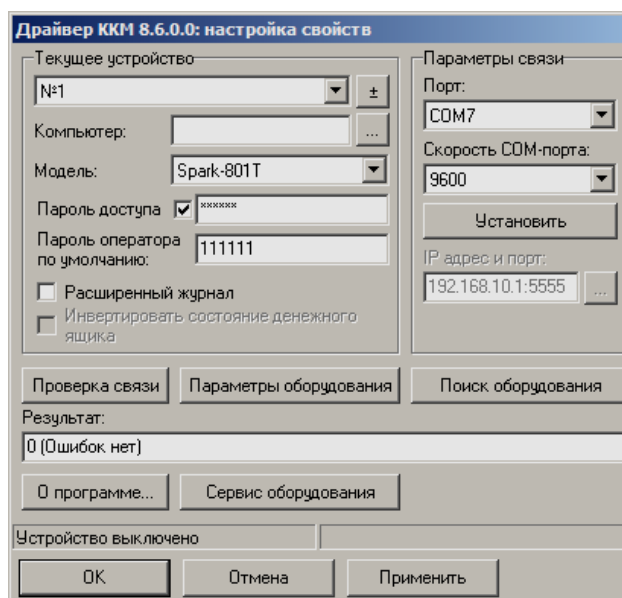 Драйвер ККМ 8.6.0.0: настройка свойств
Текущее устройство
№1
±
Компьютер:
...
Модель:
Spark-801T
Пароль доступа
××××××
Пароль оператора
по умолчанию:
111111
Расширенный журнал
Инвертировать состояние денежного
ящика
Параметры связи
Порт:
COM7
Скорость COM-порта:
9600
Установить
IP адрес и порт:
192.168.10.1:5555
...
Проверка связи
Параметры оборудования
Поиск оборудования
Результат:
0 (Ошибок нет)
О программе...
Сервис оборудования
Устройство выключено
OK
Отмена
Применить